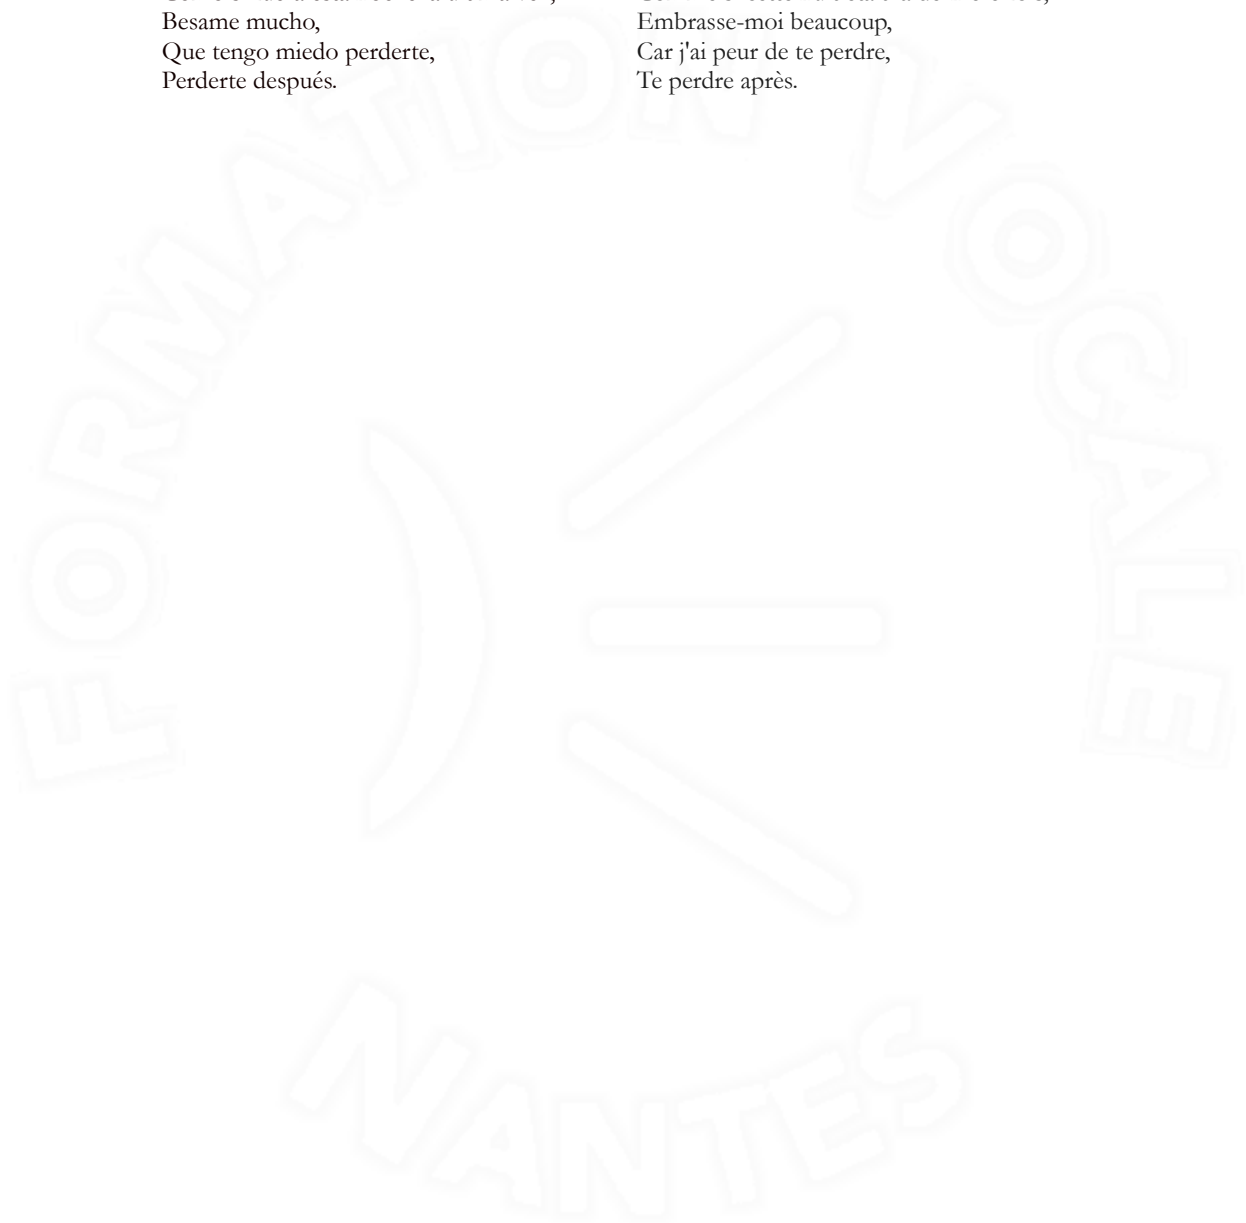 Besame mucho,
Que tengo miedo perderte,
Perderte después.
Embrasse-moi beaucoup,
Car j'ai peur de te perdre,
Te perdre après.
FORMATION VOCALE
NANTES